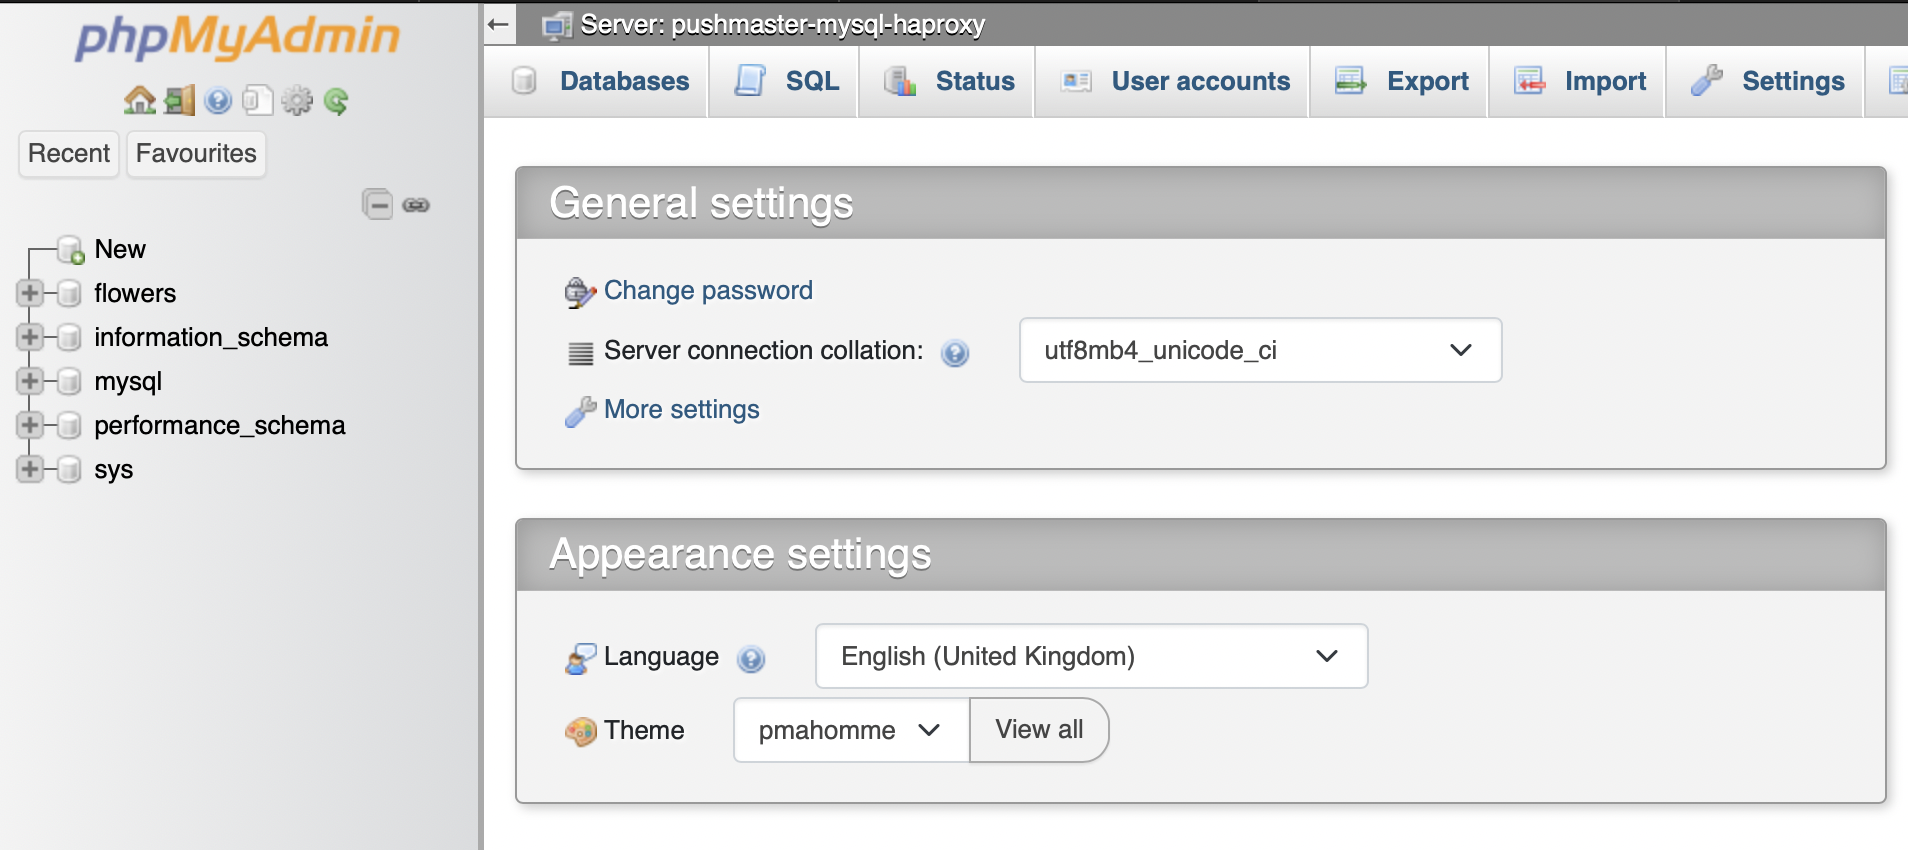 phpMyAdmin
Recent
Favourites
New
flowers
information_schema
mysql
performance_schema
sys
Server: pushmaster-mysql-haproxy
Databases
SQL
Status
User accounts
Export
Import
Settings
General settings
Change password
Server connection collation:
utf8mb4_unicode_ci
More settings
Appearance settings
Language
English (United Kingdom)
Theme
pmahomme
View all